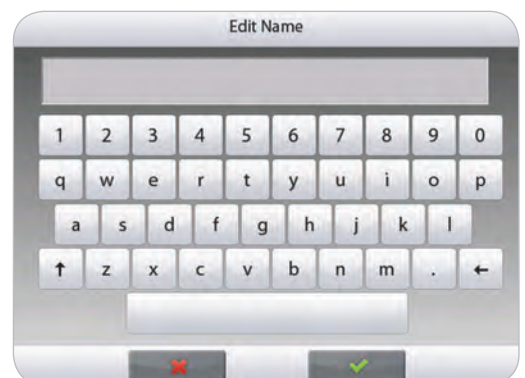 Edit Name
1 2 3 4 5 6 7 8 9 0
q w e r t y u i o p
a s d f g h j k l
↑ z x c v b n m . ←